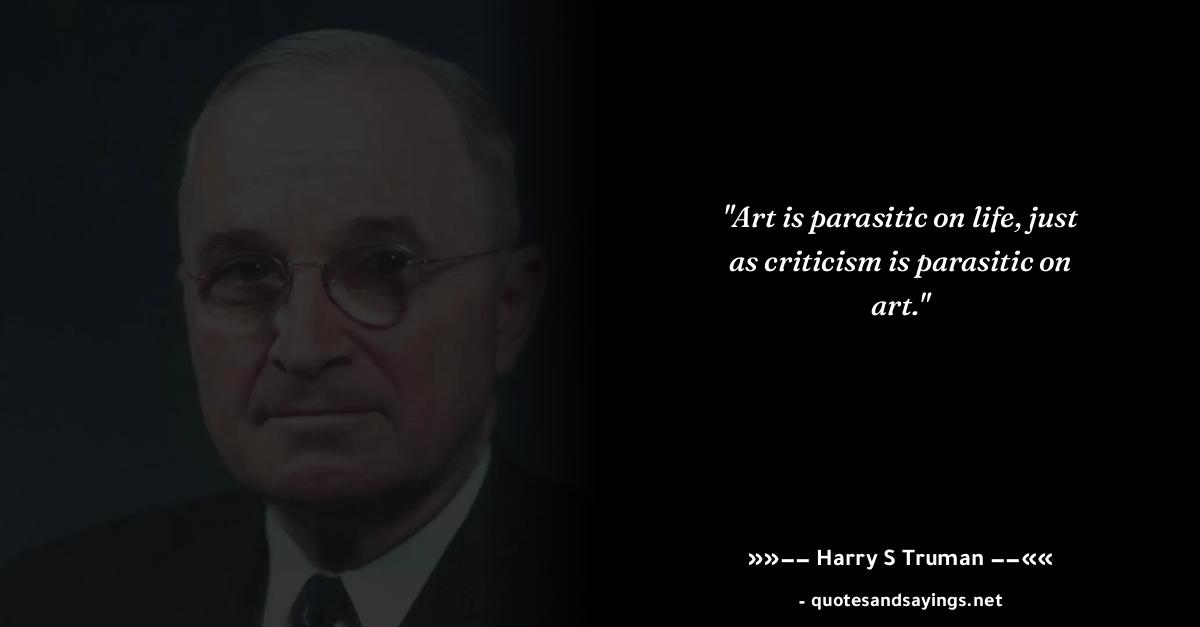 "Art is parasitic on life, just
as criticism is parasitic on
art."
»»−− Harry S Truman −−««
- quotesandsayings.net